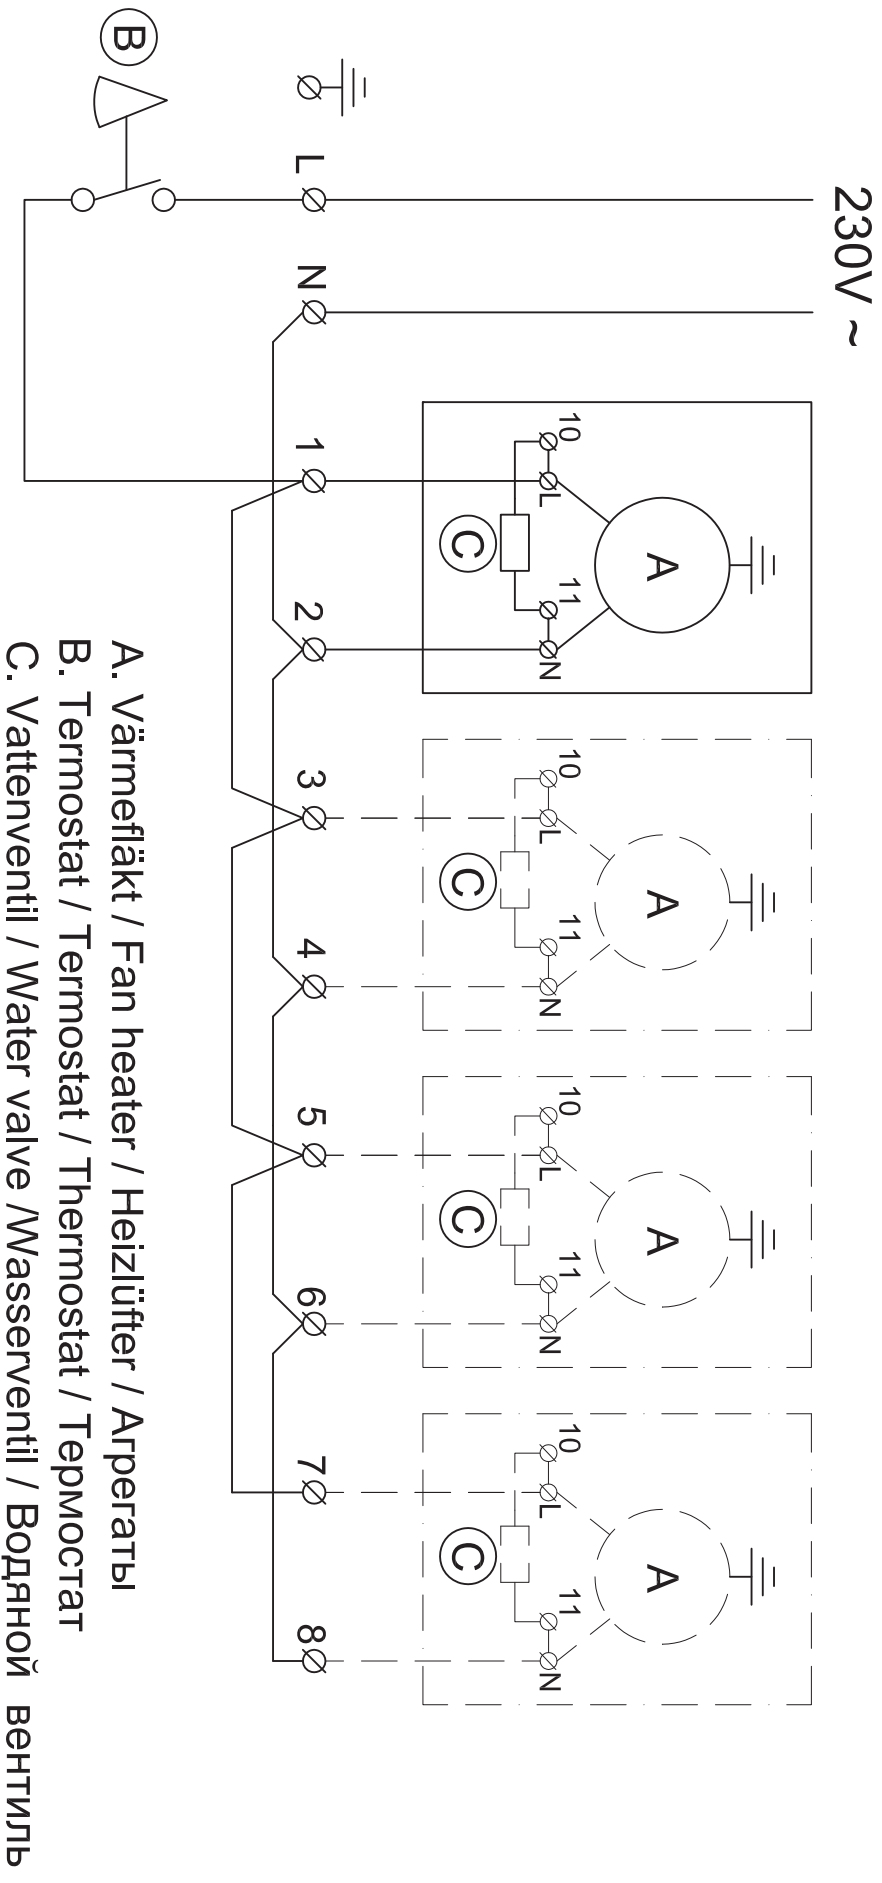 230V ~
A A A A
10 11 10 11 10 11 10 11
L N L N L N L N
C C C C
L N 1 2 3 4 5 6 7 8
B
A. Värmefläkt / Fan heater / Heizlüfter / Агрегаты
B. Termostat / Termostat / Thermostat / Термостат
C. Vattenventil / Water valve /Wasserventil / Водяной вентиль